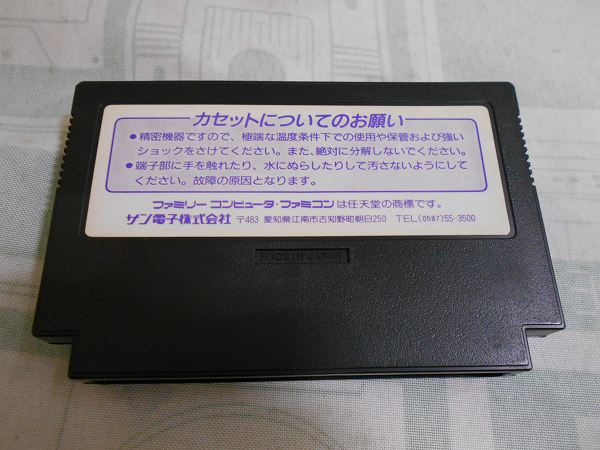 カセットについてのお願い
●精密機器ですので、極端な温度条件下での使用や保管および強い
ショックをさけてください。また、絶対に分解しないでください。
●端子部に手を触れたり、水にぬらしたりして汚さないようにして
ください。故障の原因となります。
ファミリーコンピュータ・ファミコンは任天堂の商標です。
サン電子株式会社 〒483 愛知県江南市古知野町朝日250 TEL(0587)55-3500
MADE IN JAPAN